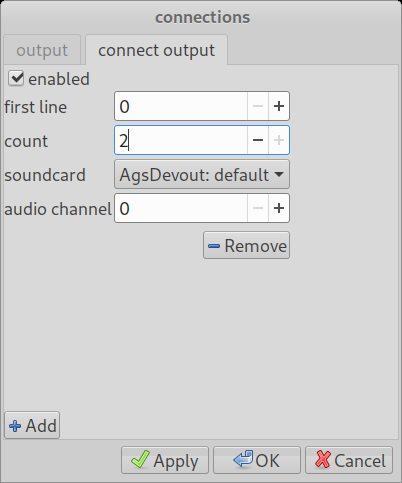 connections
output connect output
enabled
first line 0
count 2
soundcard AgsDevout: default
audio channel 0
Remove
Add
Apply OK Cancel